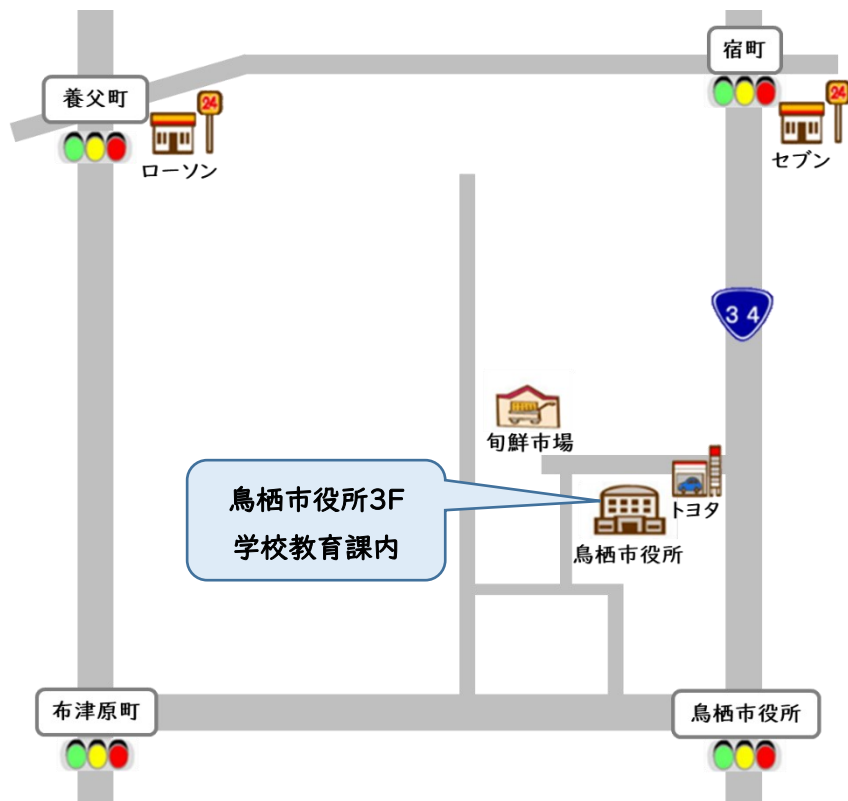 宿町
養父町
24
ローソン
24
セブン
34
旬鮮市場
鳥栖市役所3F
学校教育課内
トヨタ
鳥栖市役所
布津原町
鳥栖市役所